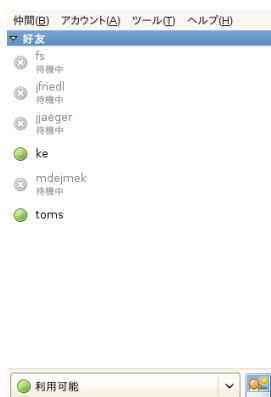 仲間(B) アカウント(A) ツール(T) ヘルプ(H)
好友
fs
待機中
jfriedl
待機中
jjaeger
待機中
ke
mdejmek
待機中
toms
利用可能